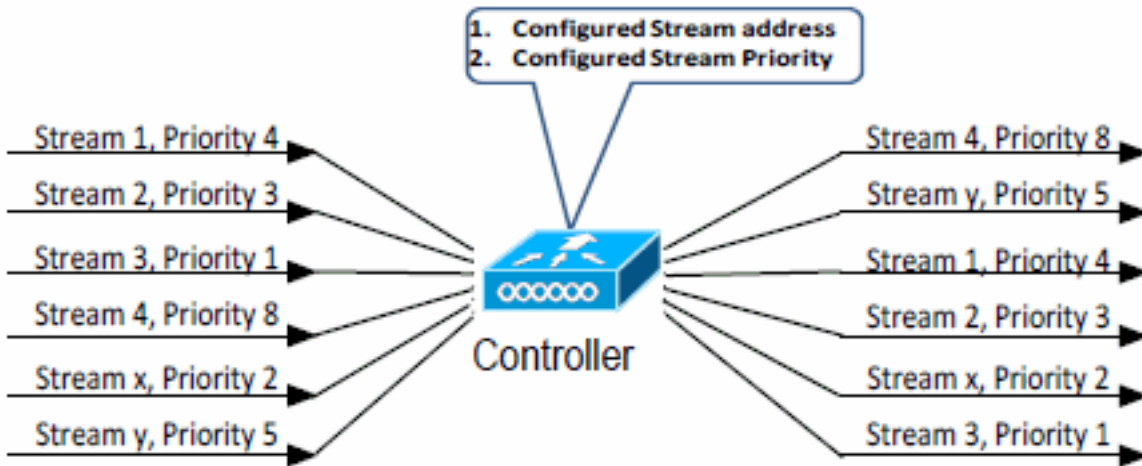 1. Configured Stream address
2. Configured Stream Priority
Stream 1, Priority 4
Stream 2, Priority 3
Stream 3, Priority 1
Stream 4, Priority 8
Stream x, Priority 2
Stream y, Priority 5
Controller
Stream 4, Priority 8
Stream y, Priority 5
Stream 1, Priority 4
Stream 2, Priority 3
Stream x, Priority 2
Stream 3, Priority 1